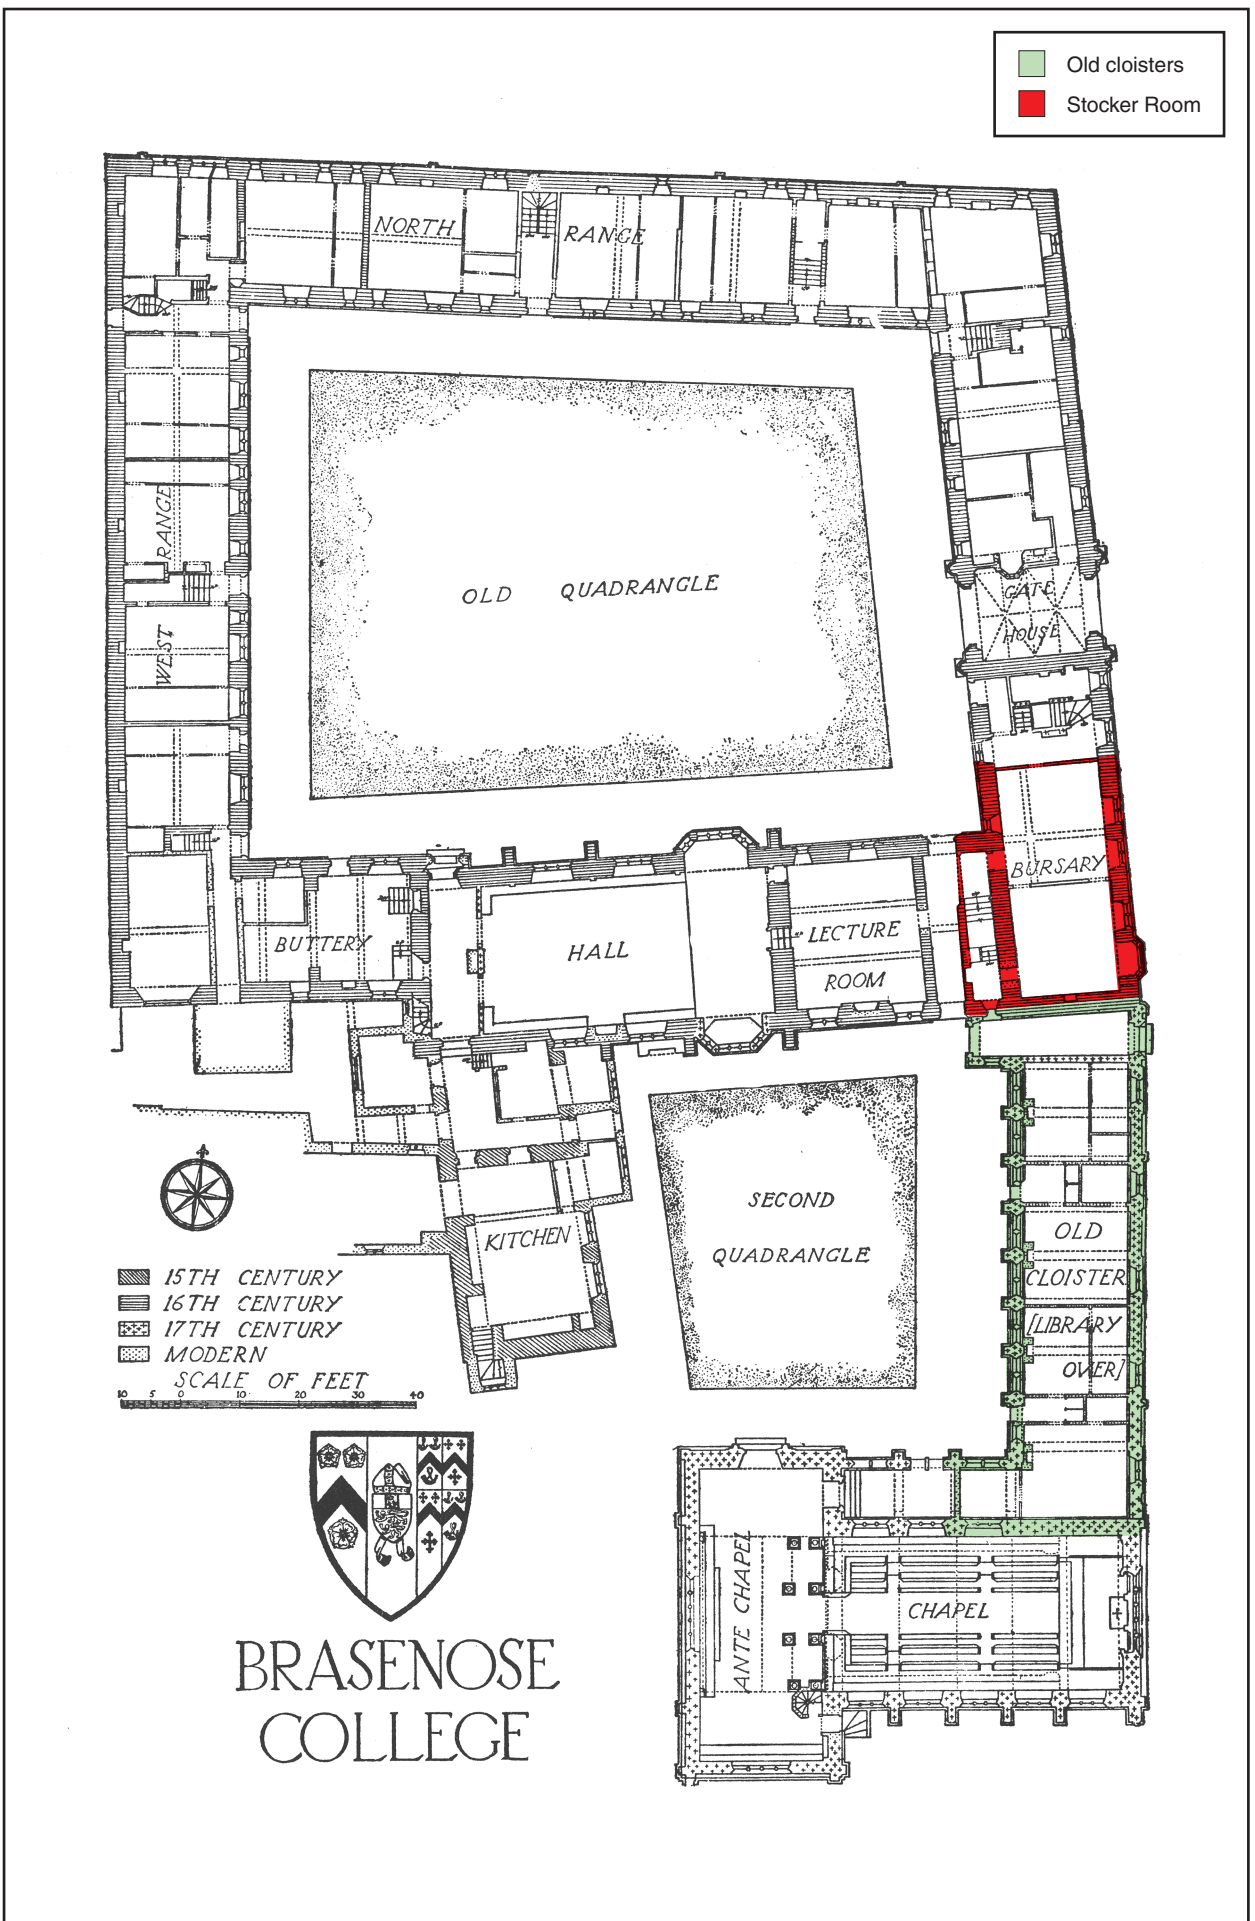 Old cloisters
Stocker Room
NORTH RANGE
WEST RANGE
OLD QUADRANGLE
GATE
HOUSE
BURSARY
BUTTERY
HALL
LECTURE
ROOM
KITCHEN
SECOND
QUADRANGLE
OLD
CLOISTER
[LIBRARY
OVER]
15TH CENTURY
16TH CENTURY
17TH CENTURY
MODERN
SCALE OF FEET
10 5 0 10 20 30 40
ANTE CHAPEL
CHAPEL
BRASENOSE
COLLEGE